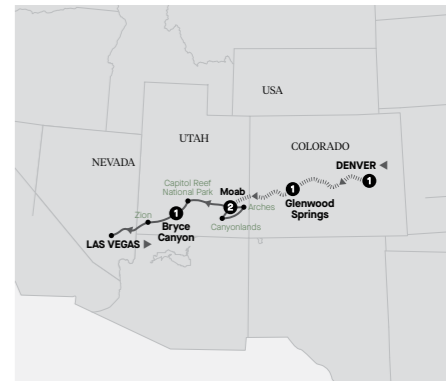 USA
UTAH
COLORADO
NEVADA
DENVER
1
Capitol Reef
National Park
Moab
2
Arches
Canyonlands
1
Glenwood
Springs
Zion
1
Bryce
Canyon
LAS VEGAS